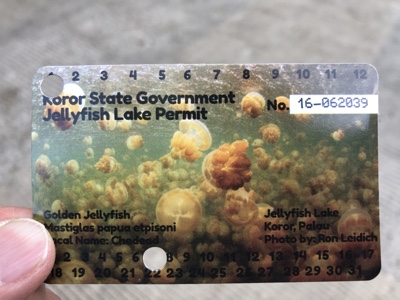 1 2 3 4 5 6 7 8 9 10 11 12
Koror State Government
Jellyfish Lake Permit
No. 16-062039
Golden Jellyfish
Mastiglas papua etpisoni
Local Name:
Jellyfish Lake,
Koror, Palau
Photo by: Ron Leidich
2 3 4 5 6 8 9 10 11 12 13 14 15 16 17
18 19 20 21 22 23 24 25 26 27 28 29 30 31